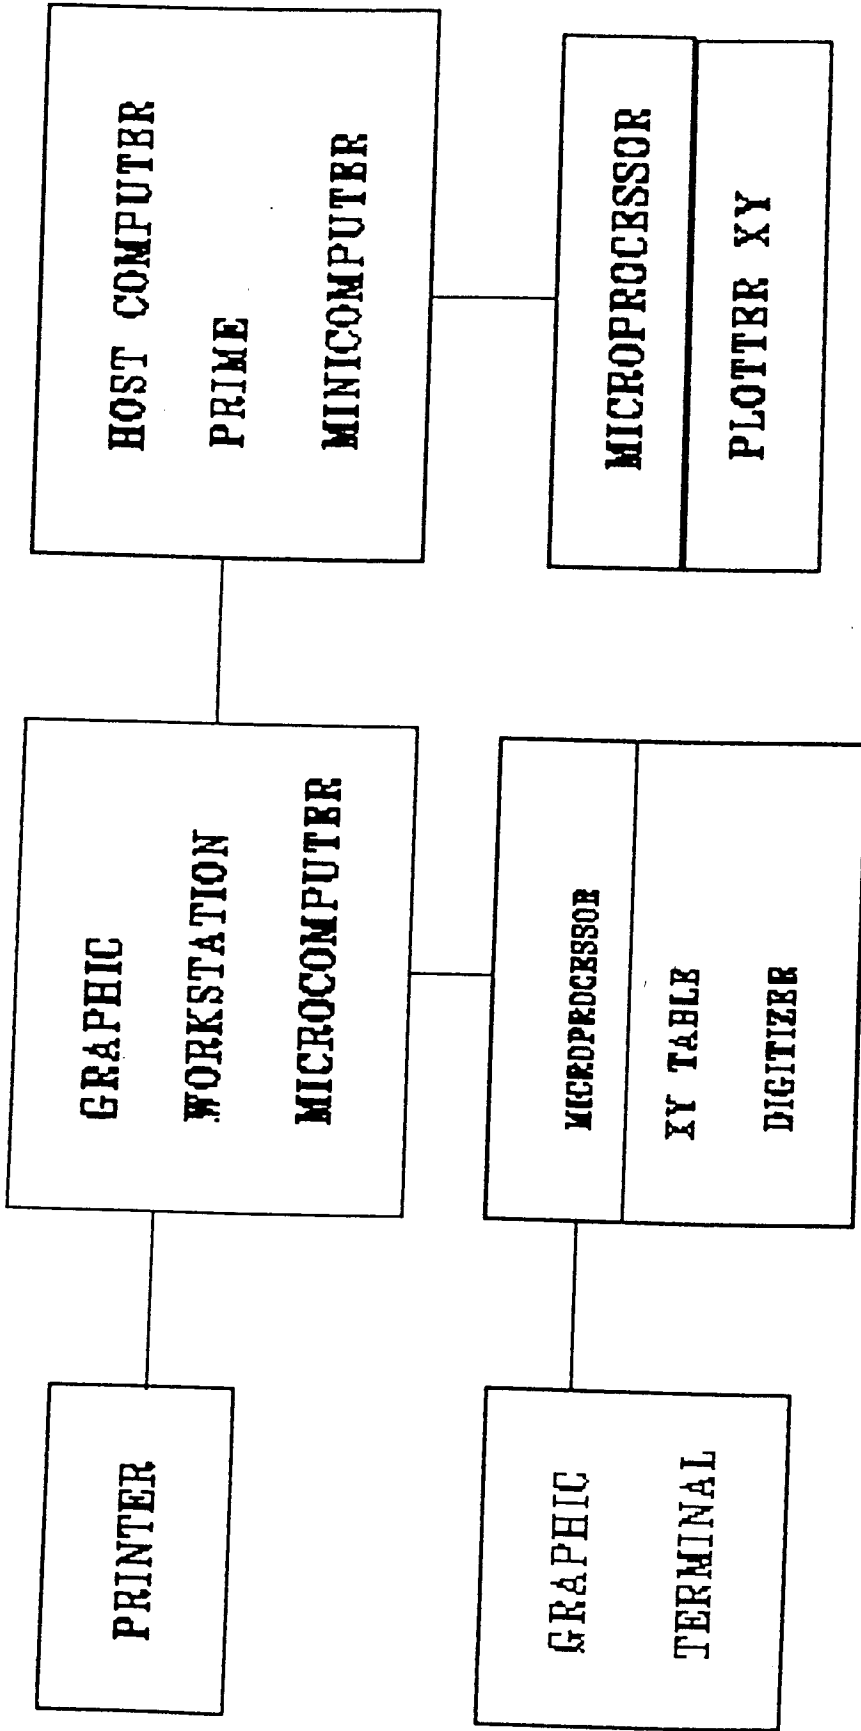 PRINTER
GRAPHIC
WORKSTATION
MICROCOMPUTER
HOST COMPUTER
PRIME
MINICOMPUTER
GRAPHIC
TERMINAL
MICROPROCESSOR
XY TABLE
DIGITIZER
MICROPROCESSOR
PLOTTER XY